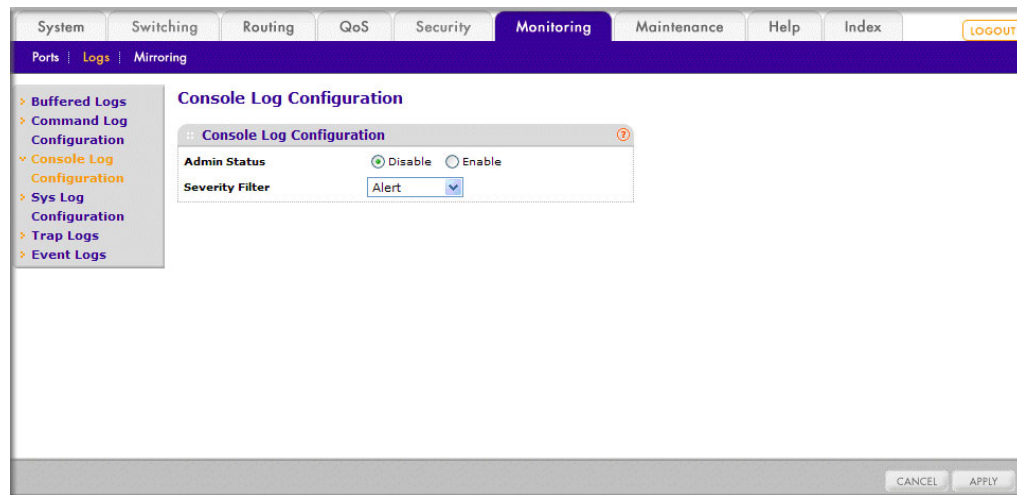 System Switching Routing QoS Security Monitoring Maintenance Help Index LOGOUT
Ports Logs Mirroring
Buffered Logs
Command Log
Configuration
Console Log
Configuration
Sys Log
Configuration
Trap Logs
Event Logs
Console Log Configuration
Console Log Configuration ?
Admin Status Disable Enable
Severity Filter Alert
CANCEL APPLY